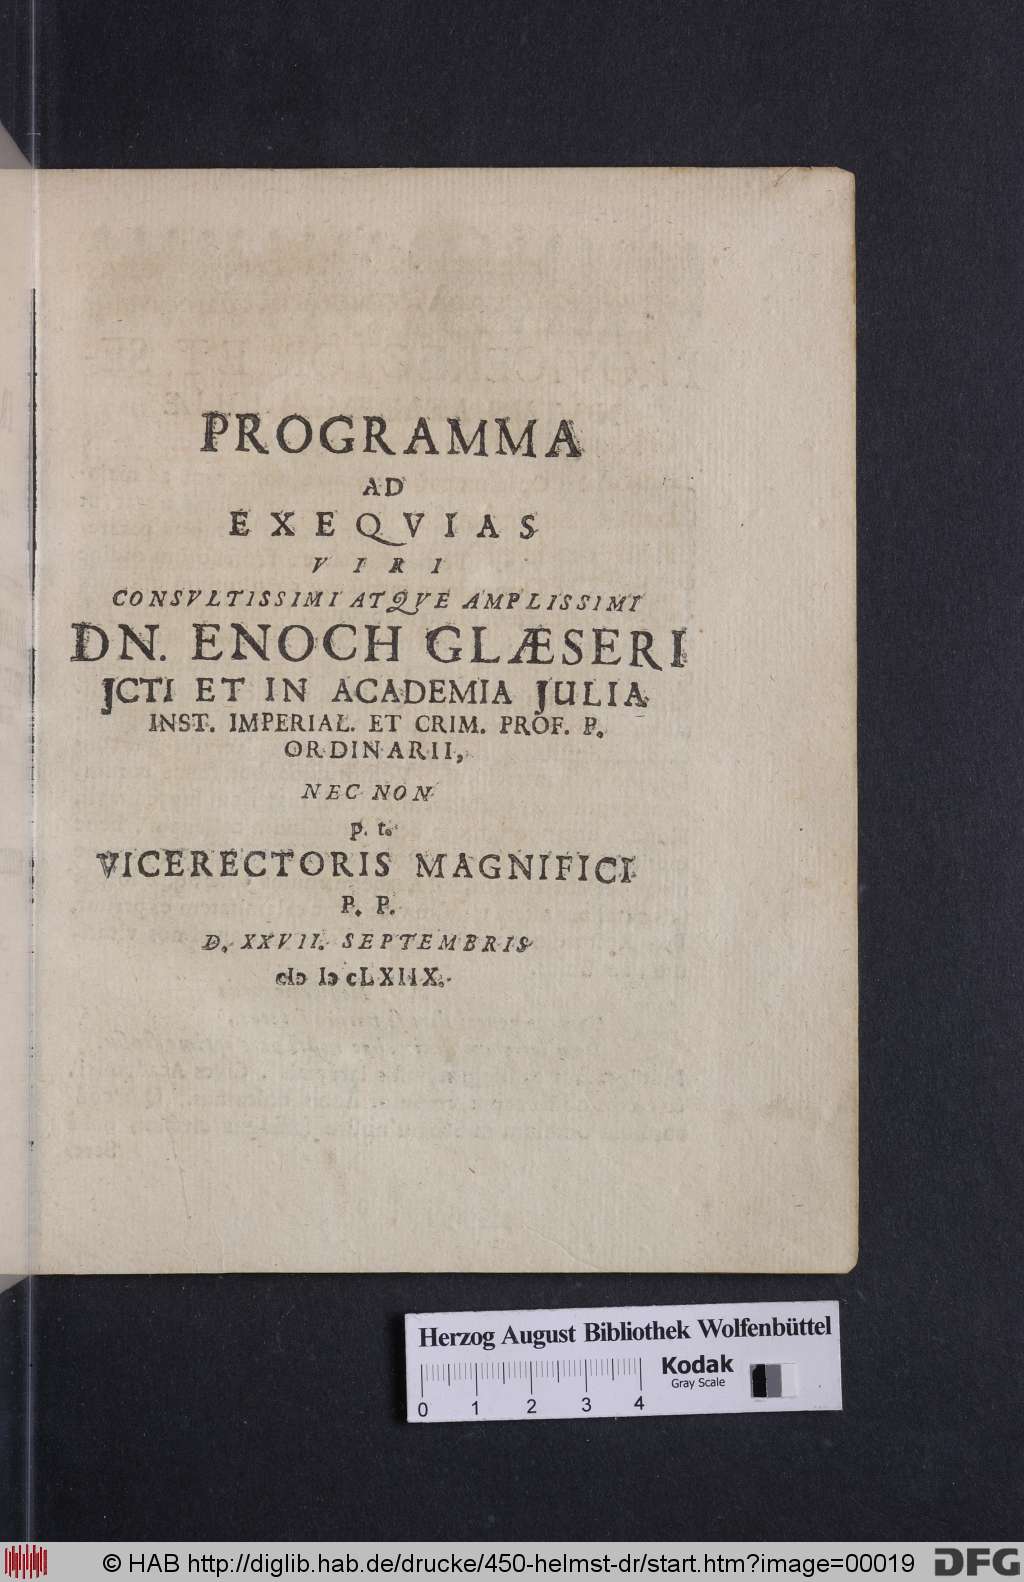 PROGRAMMA
AD
EXEQVIAS
VIRI
CONSVLTISSIMI ATQVE AMPLISSIMI
DN. ENOCH GLÆSERI
JCTI ET IN ACADEMIA JULIA
INST. IMPERIAL. ET CRIM. PROF. P.
ORDINARII,
NEC NON
p. t.
VICERECTORIS MAGNIFICI
P. P.
D. XXVII. SEPTEMBRIS
cIɔ Iɔ cLXIIX.
Herzog August Bibliothek Wolfenbüttel
Kodak
Gray Scale
0 1 2 3 4
© HAB http://diglib.hab.de/drucke/450-helmst-dr/start.htm?image=00019
DFG